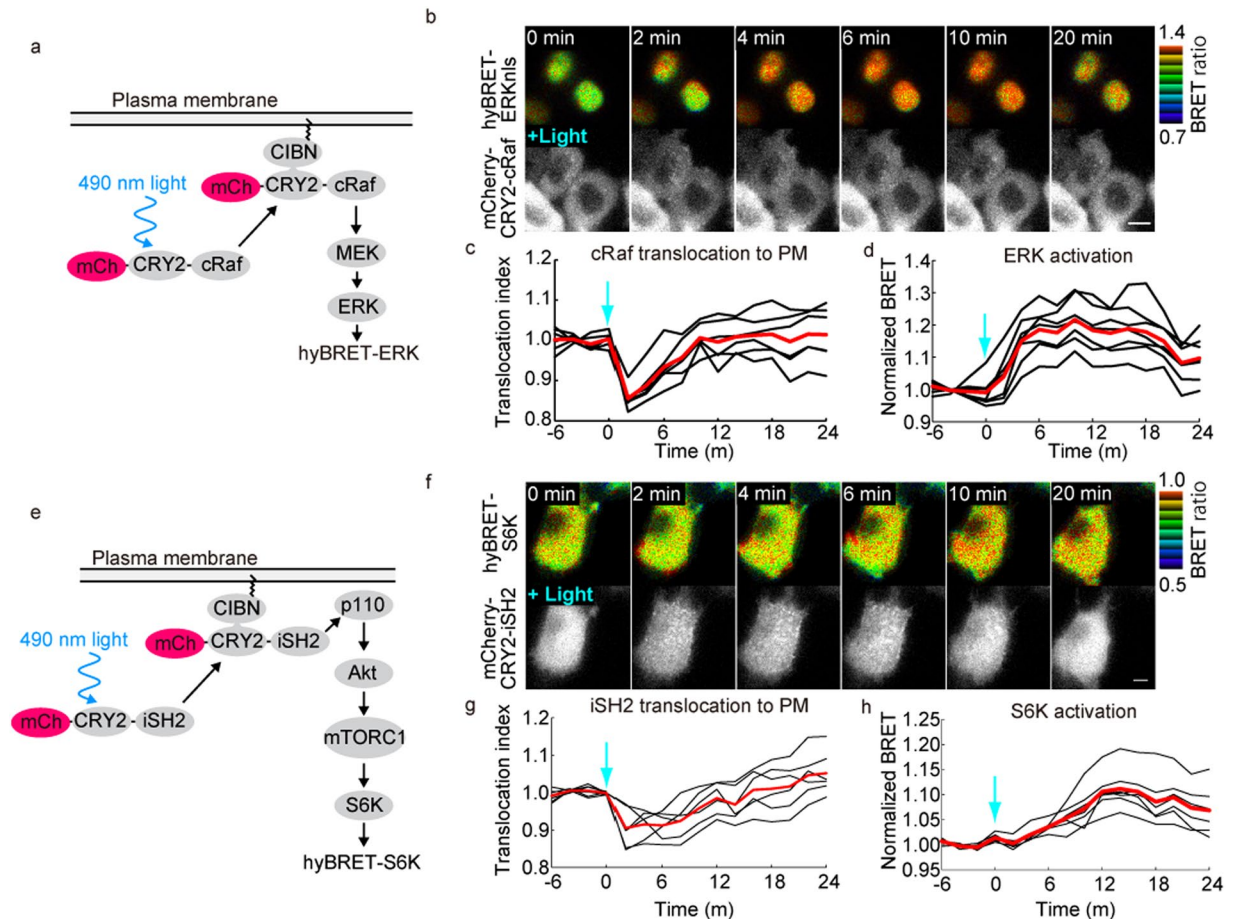 a
Plasma membrane
CIBN
490 nm light
mCh
CRY2
cRaf
mCh
CRY2
cRaf
MEK
ERK
hyBRET-ERK
b
hyBRET-
ERKnls
0 min
2 min
4 min
6 min
10 min
20 min
1.4
BRET ratio
0.7
+Light
mCherry-
CRY2-cRaf
c
cRaf translocation to PM
Translocation index
1.2
1.1
1.0
0.9
0.8
-6
0
6
12
18
24
Time (m)
d
ERK activation
Normalized BRET
1.4
1.3
1.2
1.1
1.0
0.9
-6
0
6
12
18
24
Time (m)
e
Plasma membrane
CIBN
p110
490 nm light
mCh
CRY2
iSH2
Akt
mCh
CRY2
iSH2
mTORC1
S6K
hyBRET-S6K
f
hyBRET-
S6K
0 min
2 min
4 min
6 min
10 min
20 min
1.0
BRET ratio
0.5
+ Light
mCherry-
CRY2-iSH2
g
iSH2 translocation to PM
Translocation index
1.2
1.1
1.0
0.9
0.8
-6
0
6
12
18
24
Time (m)
h
S6K activation
Normalized BRET
1.25
1.20
1.15
1.10
1.05
1.00
0.95
-6
0
6
12
18
24
Time (m)